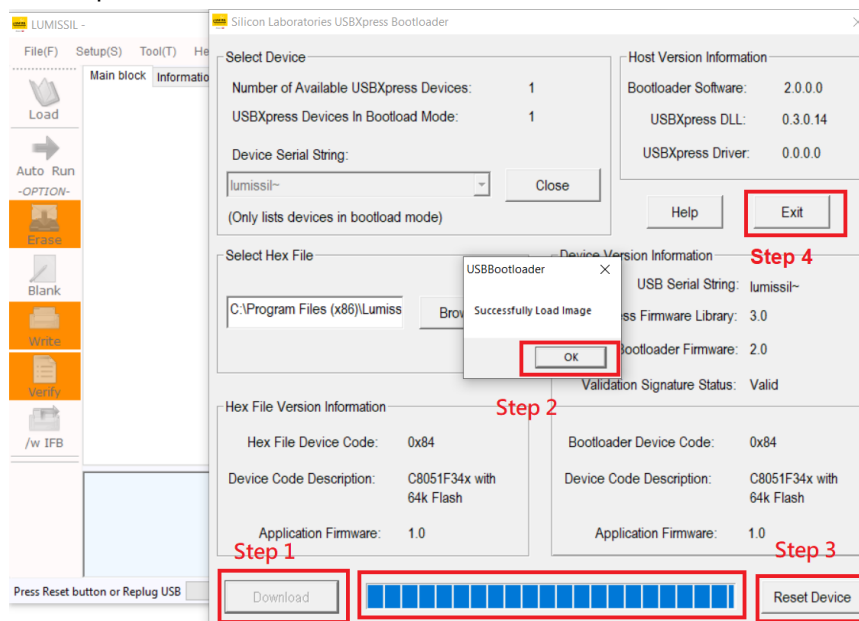 LUMISSIL -
File(F) Setup(S) Tool(T) He
Main block Informatio
Load
Auto Run
-OPTION-
Erase
Blank
Write
Verify
/w IFB
Press Reset button or Replug USB
Silicon Laboratories USBXpress Bootloader
Select Device
Number of Available USBXpress Devices: 1
USBXpress Devices In Bootload Mode: 1
Device Serial String:
lumissil~
Close
(Only lists devices in bootload mode)
Host Version Information
Bootloader Software: 2.0.0.0
USBXpress DLL: 0.3.0.14
USBXpress Driver: 0.0.0.0
Help
Exit
Step 4
Select Hex File
C:\Program Files (x86)\Lumiss
Brow
USBBootloader
Successfully Load Image
OK
Step 2
Device Version Information
USB Serial String: lumissil~
ess Firmware Library: 3.0
Bootloader Firmware: 2.0
Validation Signature Status: Valid
Hex File Version Information
Hex File Device Code: 0x84
Device Code Description: C8051F34x with
64k Flash
Application Firmware: 1.0
Bootloader Device Code: 0x84
Device Code Description: C8051F34x with
64k Flash
Application Firmware: 1.0
Step 1
Download
Step 3
Reset Device